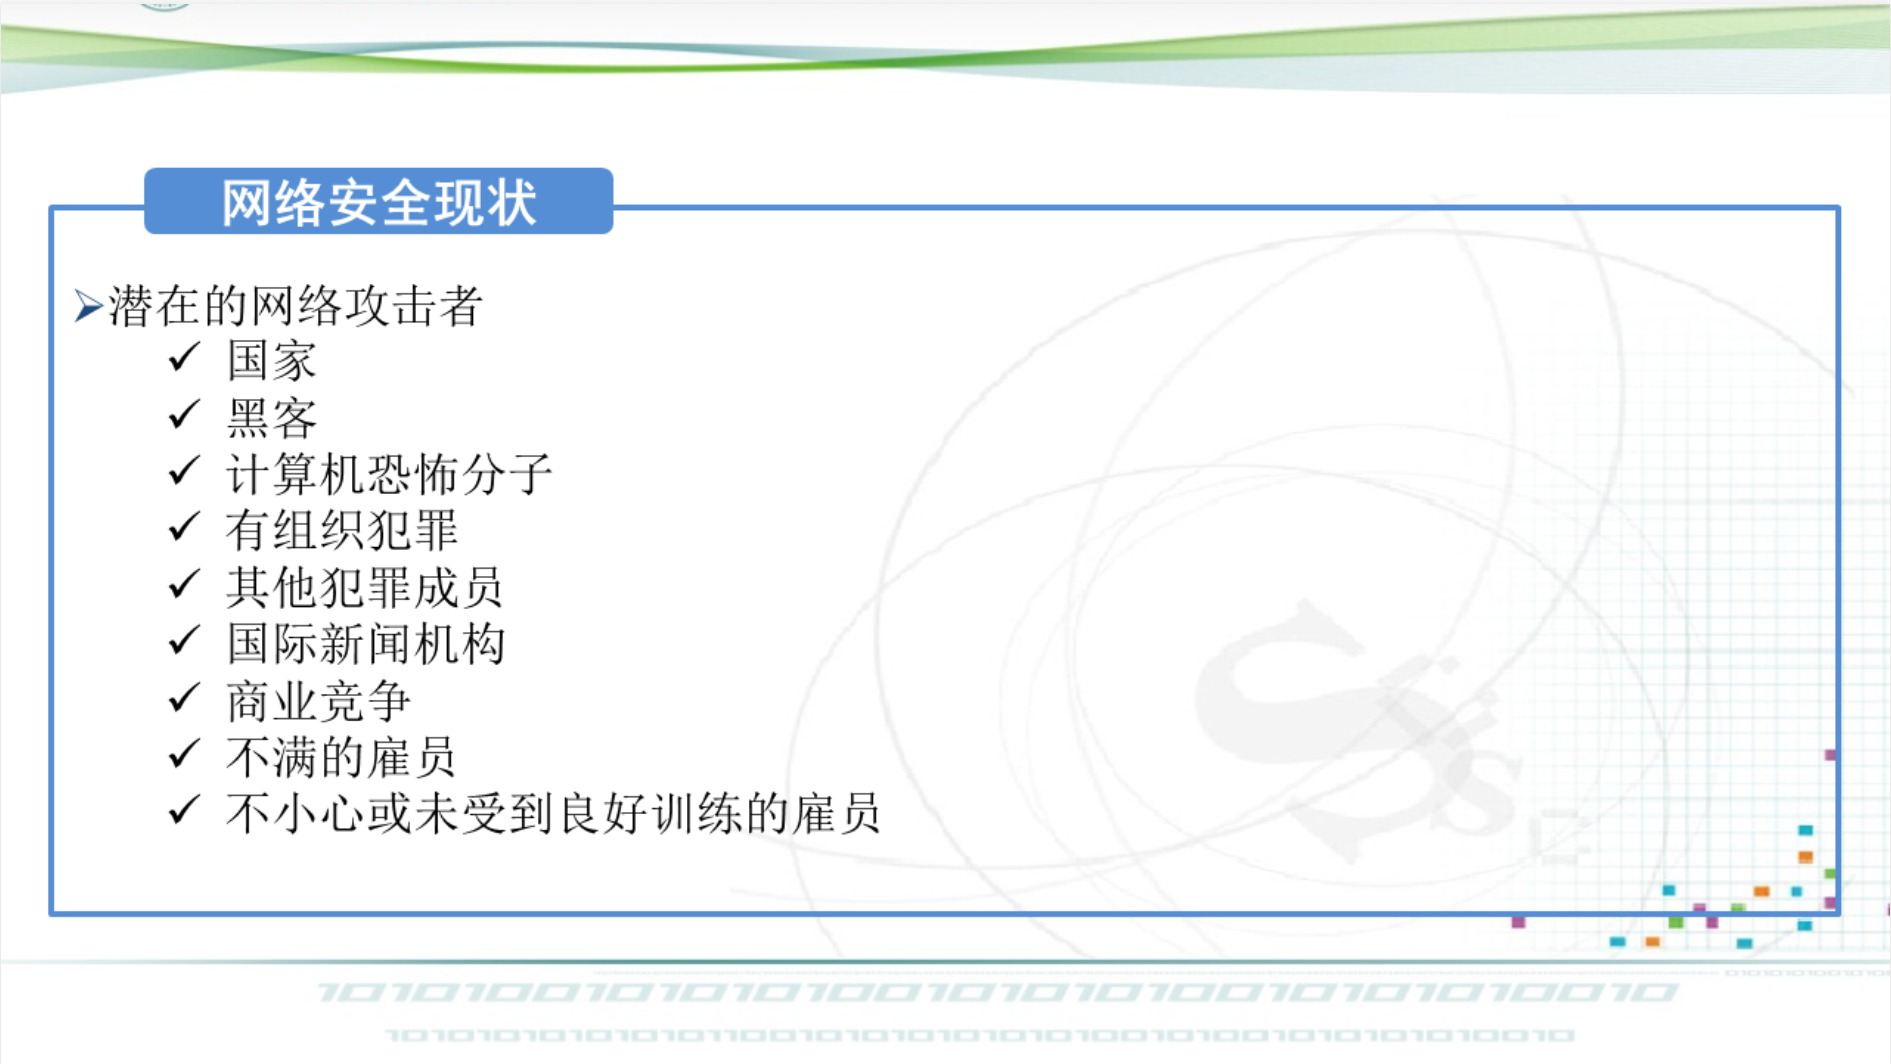 网络安全现状
潜在的网络攻击者
国家
黑客
计算机恐怖分子
有组织犯罪
其他犯罪成员
国际新闻机构
商业竞争
不满的雇员
不小心或未受到良好训练的雇员